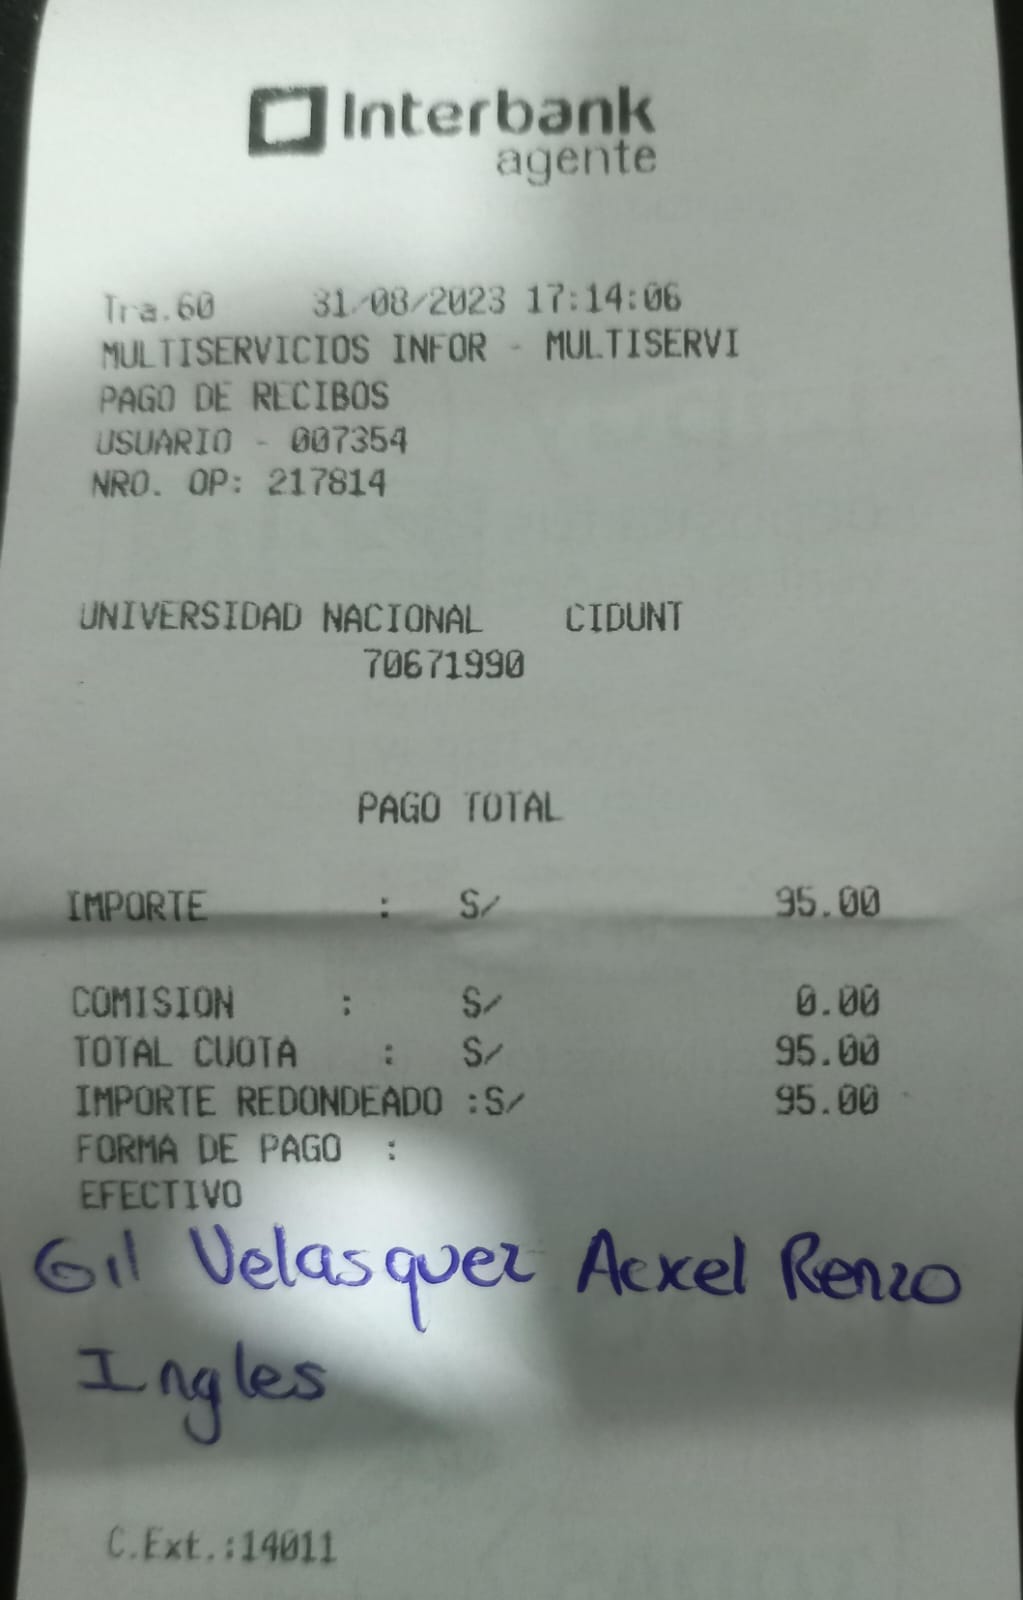 Interbank
agente
Tra.60 31/08/2023 17:14:06
MULTISERVICIOS INFOR - MULTISERVI
PAGO DE RECIBOS
USUARIO - 007354
NRO. OP: 217814
UNIVERSIDAD NACIONAL CIDUNT
70671990
PAGO TOTAL
IMPORTE : S/ 95.00
COMISION : S/ 0.00
TOTAL CUOTA : S/ 95.00
IMPORTE REDONDEADO :S/ 95.00
FORMA DE PAGO :
EFECTIVO
Gil Velasquez Acxel Renzo
Ingles
C.Ext.:14011